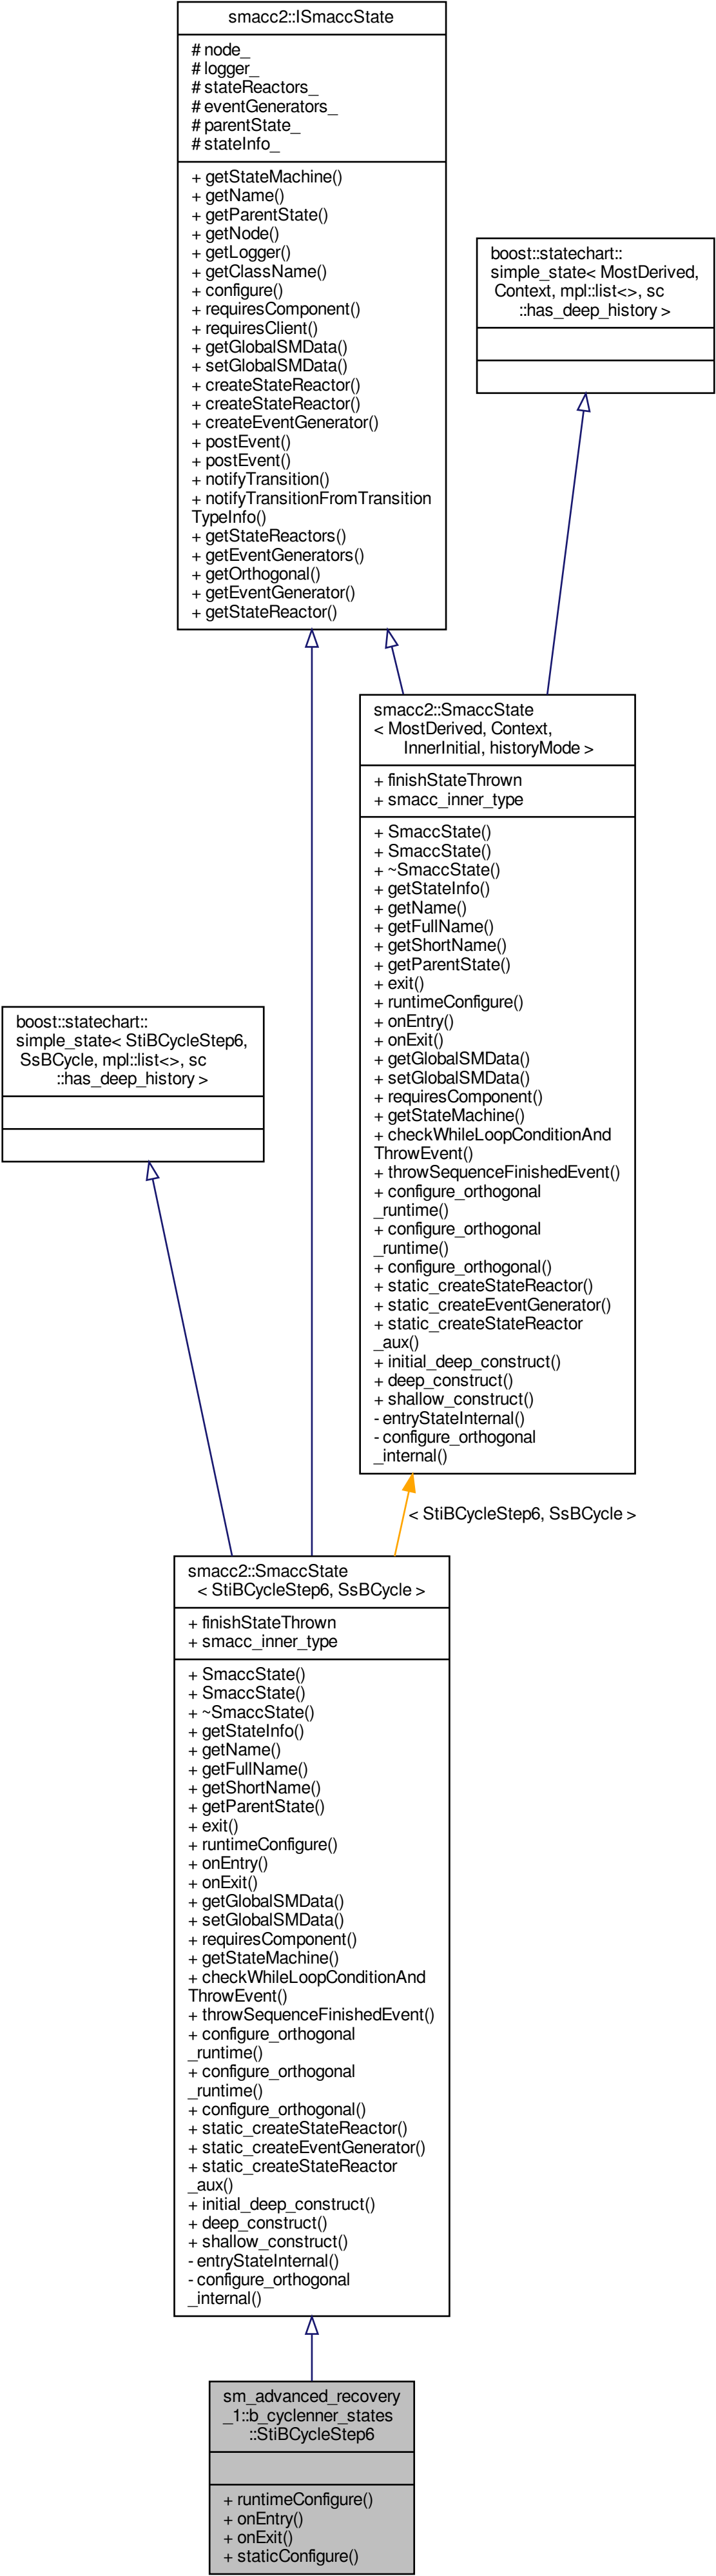 smacc2::ISmaccState
# node_
# logger_
# stateReactors_
# eventGenerators_
# parentState_
# stateInfo_
+ getStateMachine()
+ getName()
+ getParentState()
+ getNode()
+ getLogger()
+ getClassName()
+ configure()
+ requiresComponent()
+ requiresClient()
+ getGlobalSMData()
+ setGlobalSMData()
+ createStateReactor()
+ createStateReactor()
+ createEventGenerator()
+ postEvent()
+ postEvent()
+ notifyTransition()
+ notifyTransitionFromTransition
TypeInfo()
+ getStateReactors()
+ getEventGenerators()
+ getOrthogonal()
+ getEventGenerator()
+ getStateReactor()
boost::statechart::
simple_state< MostDerived,
Context, mpl::list<>, sc
::has_deep_history >
smacc2::SmaccState
< MostDerived, Context,
InnerInitial, historyMode >
+ finishStateThrown
+ smacc_inner_type
+ SmaccState()
+ SmaccState()
+ ~SmaccState()
+ getStateInfo()
+ getName()
+ getFullName()
+ getShortName()
+ getParentState()
+ exit()
+ runtimeConfigure()
+ onEntry()
+ onExit()
+ getGlobalSMData()
+ setGlobalSMData()
+ requiresComponent()
+ getStateMachine()
+ checkWhileLoopConditionAnd
ThrowEvent()
+ throwSequenceFinishedEvent()
+ configure_orthogonal
_runtime()
+ configure_orthogonal
_runtime()
+ configure_orthogonal()
+ static_createStateReactor()
+ static_createEventGenerator()
+ static_createStateReactor
_aux()
+ initial_deep_construct()
+ deep_construct()
+ shallow_construct()
- entryStateInternal()
- configure_orthogonal
_internal()
boost::statechart::
simple_state< StiBCycleStep6,
SsBCycle, mpl::list<>, sc
::has_deep_history >
< StiBCycleStep6, SsBCycle >
smacc2::SmaccState
< StiBCycleStep6, SsBCycle >
+ finishStateThrown
+ smacc_inner_type
+ SmaccState()
+ SmaccState()
+ ~SmaccState()
+ getStateInfo()
+ getName()
+ getFullName()
+ getShortName()
+ getParentState()
+ exit()
+ runtimeConfigure()
+ onEntry()
+ onExit()
+ getGlobalSMData()
+ setGlobalSMData()
+ requiresComponent()
+ getStateMachine()
+ checkWhileLoopConditionAnd
ThrowEvent()
+ throwSequenceFinishedEvent()
+ configure_orthogonal
_runtime()
+ configure_orthogonal
_runtime()
+ configure_orthogonal()
+ static_createStateReactor()
+ static_createEventGenerator()
+ static_createStateReactor
_aux()
+ initial_deep_construct()
+ deep_construct()
+ shallow_construct()
- entryStateInternal()
- configure_orthogonal
_internal()
sm_advanced_recovery
_1::b_cyclenner_states
::StiBCycleStep6
+ runtimeConfigure()
+ onEntry()
+ onExit()
+ staticConfigure()